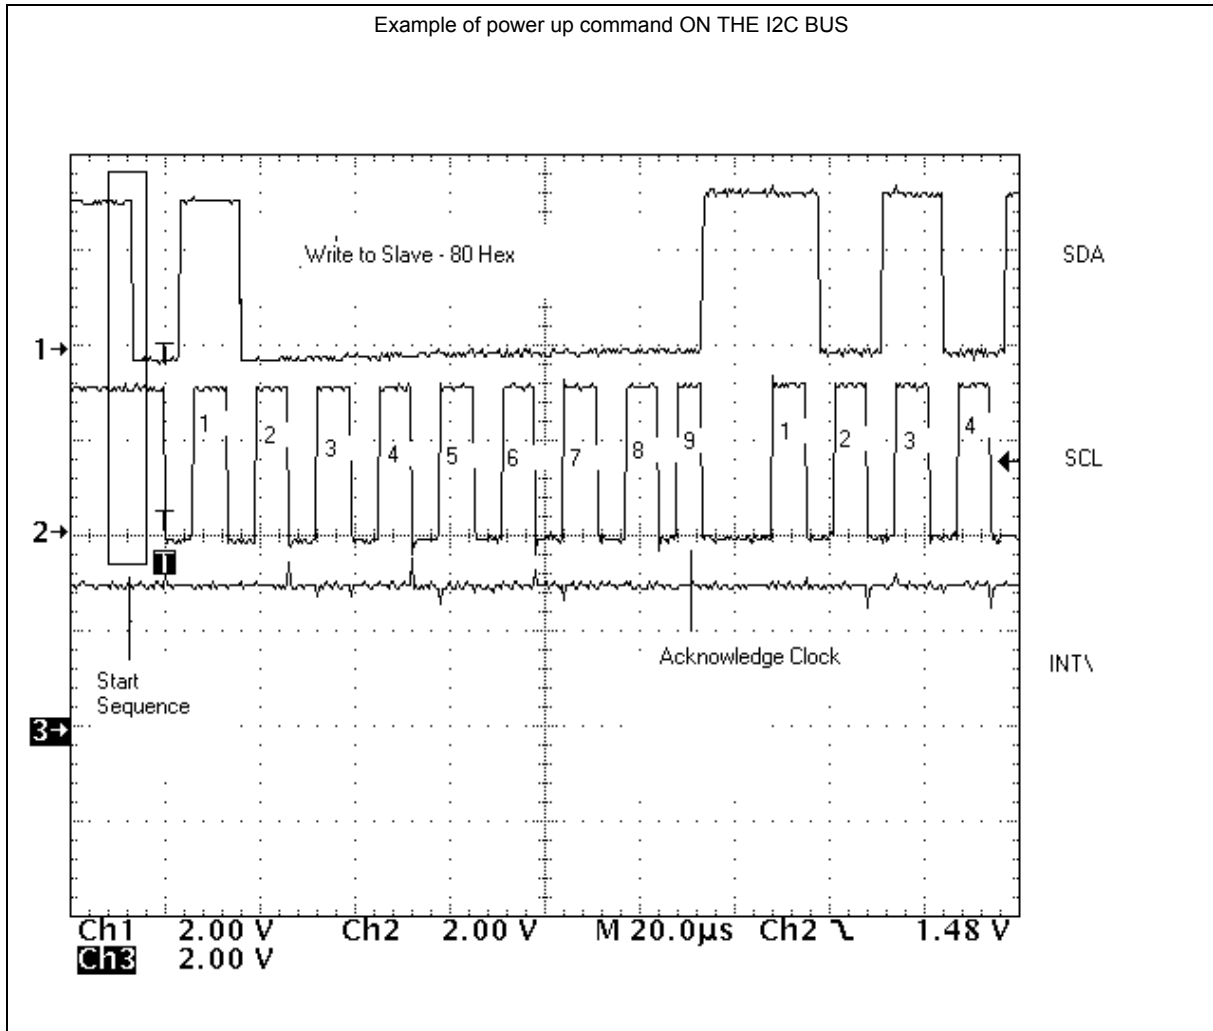 Example of power up command ON THE I2C BUS
Write to Slave - 80 Hex
SDA
1→
T
1 2 3 4 5 6 7 8 9 1 2 3 4
SCL
T
2→
T
Start
Sequence
Acknowledge Clock
INT\
3→
Ch1 2.00 V Ch2 2.00 V M 20.0µs Ch2 1.48 V
Ch3 2.00 V